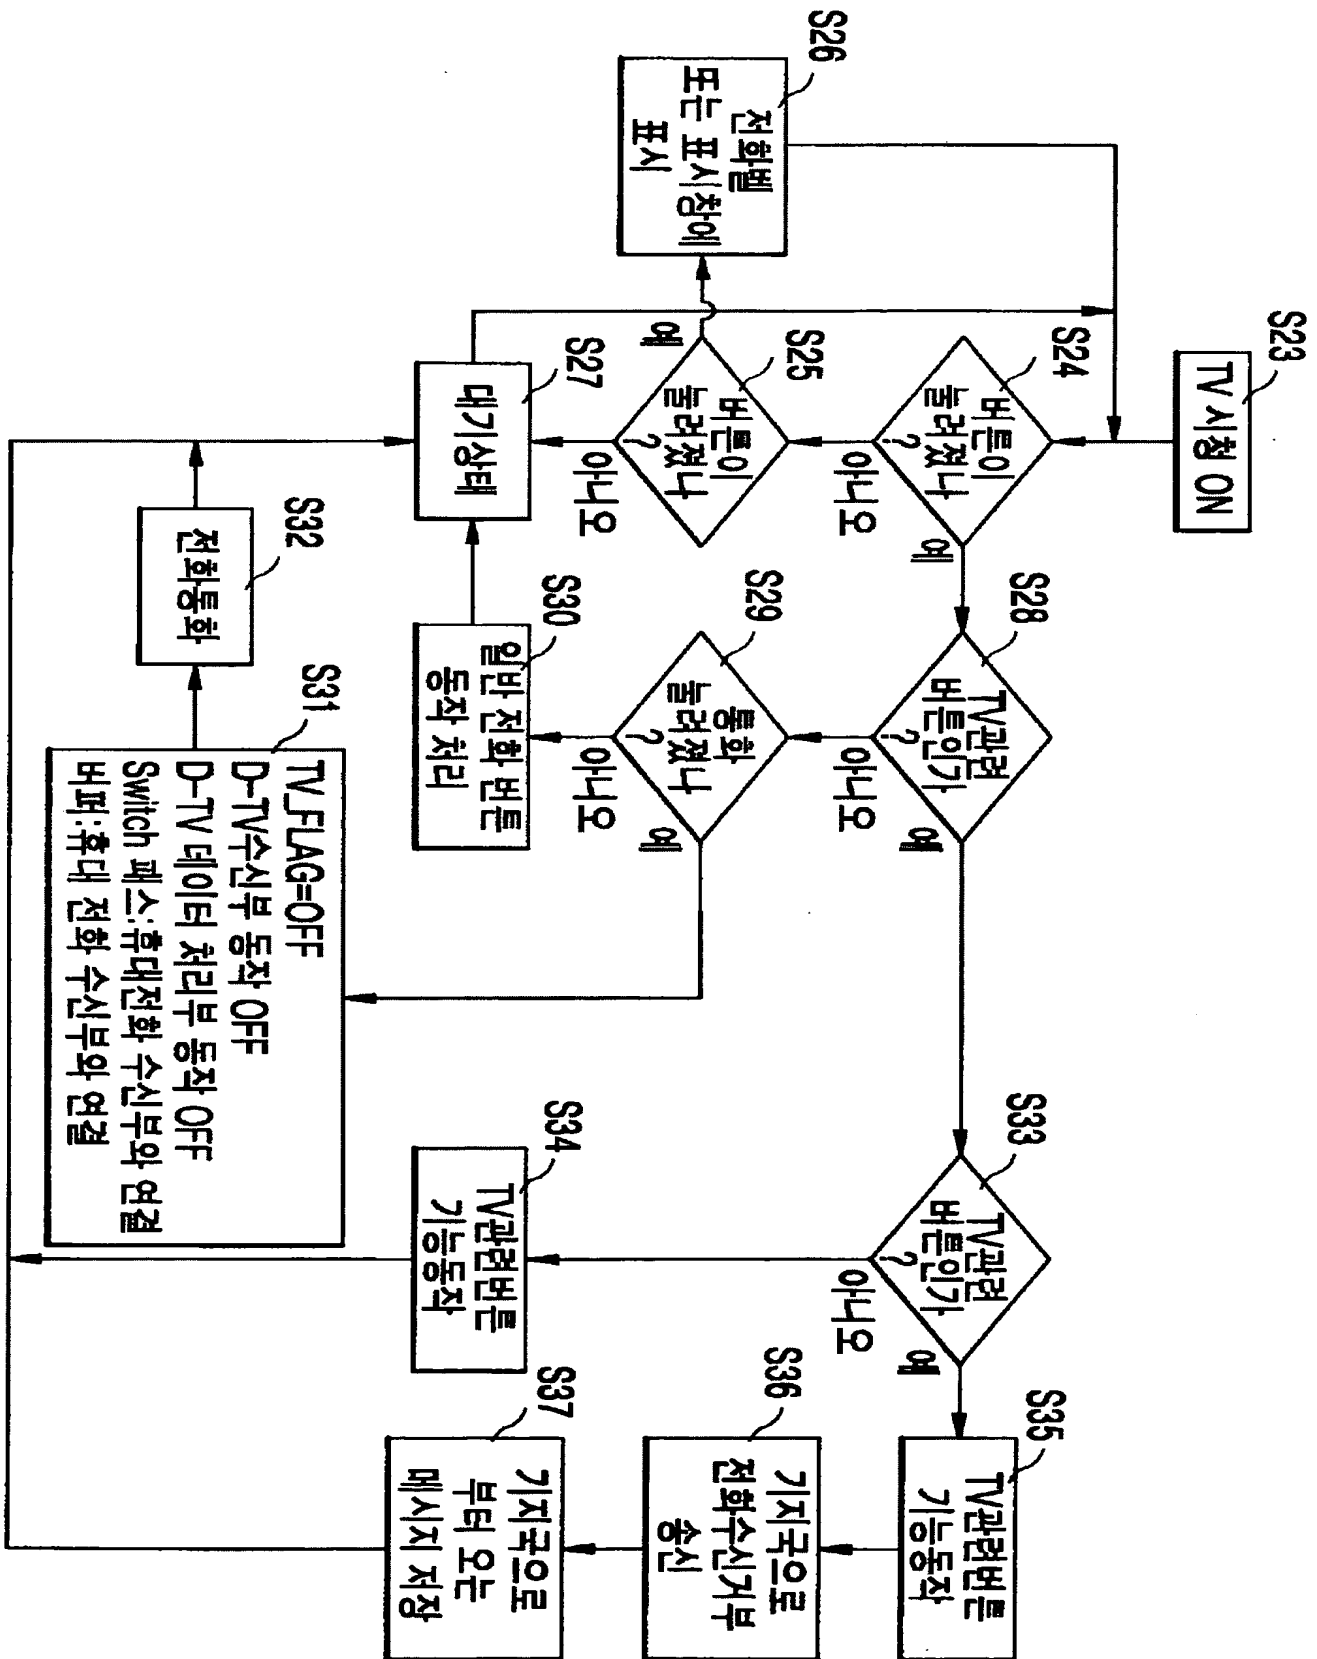 S23
TV 시청 ON
S24
버튼이
눌러졌나
?
아니요
예
S25
버튼이
눌러졌나
?
아니요
예
S26
전화벨
또는 표시창에
표시
S27
대기상태
S28
TV관려
버튼인가
?
아니요
예
S29
통화
눌러졌나
?
아니요
예
S30
일반 전화 버튼
동작 처리
S31
TV_FLAG=OFF
D-TV수신부 동작 OFF
D-TV 데이터 처리부 동작 OFF
Switch 패스:휴대전화 수신부와 연결
버퍼:휴대 전화 수신부와 연결
S32
전화통화
S33
TV관려
버튼인가
?
아니요
예
S34
TV관련버튼
기능동작
S35
TV관련버튼
기능동작
S36
기지국으로
전화수신거부
송신
S37
기지국으로
부터 오는
메시지 저장